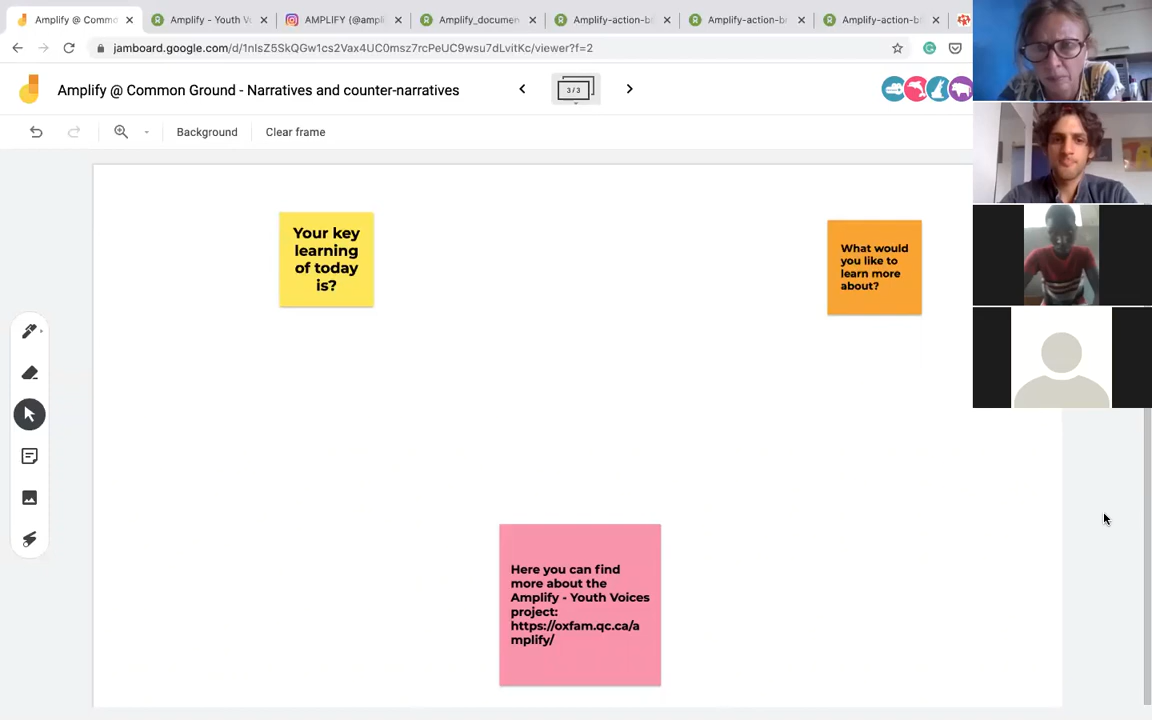 Amplify @ Commo
Amplify - Youth Vo
AMPLIFY (@ampli
Amplify_documen
Amplify-action-b
Amplify-action-br
Amplify-action-b
jamboard.google.com/d/1nIsZ5SkQGw1cs2Vax4UC0msz7rcPeUC9wsu7dLvitKc/viewer?f=2
Amplify @ Common Ground - Narratives and counter-narratives
3 / 3
Background
Clear frame
Your key
learning
of today
is?
What would
you like to
learn more
about?
Here you can find
more about the
Amplify - Youth Voices
project:
https://oxfam.qc.ca/a
mplify/